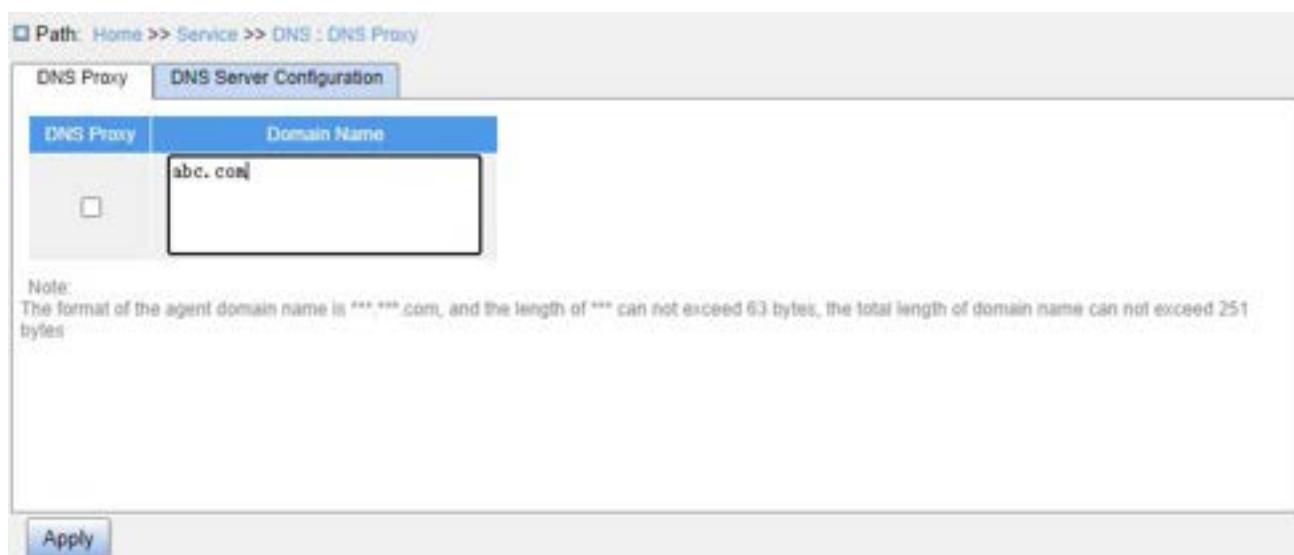 Path: Home >> Service >> DNS : DNS Proxy
DNS Proxy DNS Server Configuration
DNS Proxy Domain Name
abc.com
Note:
The format of the agent domain name is ***.***.com, and the length of *** can not exceed 63 bytes, the total length of domain name can not exceed 251
bytes
Apply